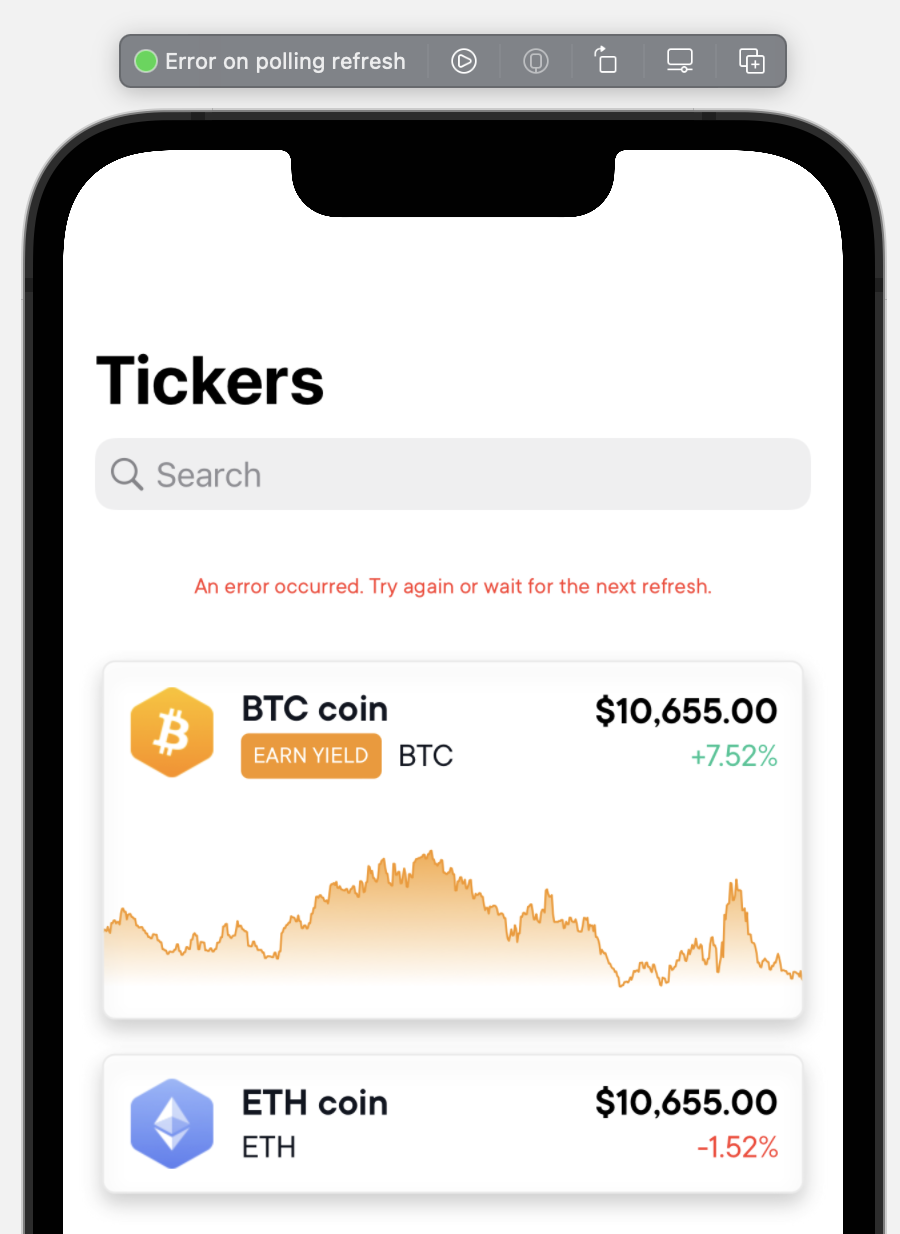 Error on polling refresh
Tickers
Search
An error occurred. Try again or wait for the next refresh.
BTC coin
$10,655.00
EARN YIELD
BTC
+7.52%
ETH coin
$10,655.00
ETH
-1.52%